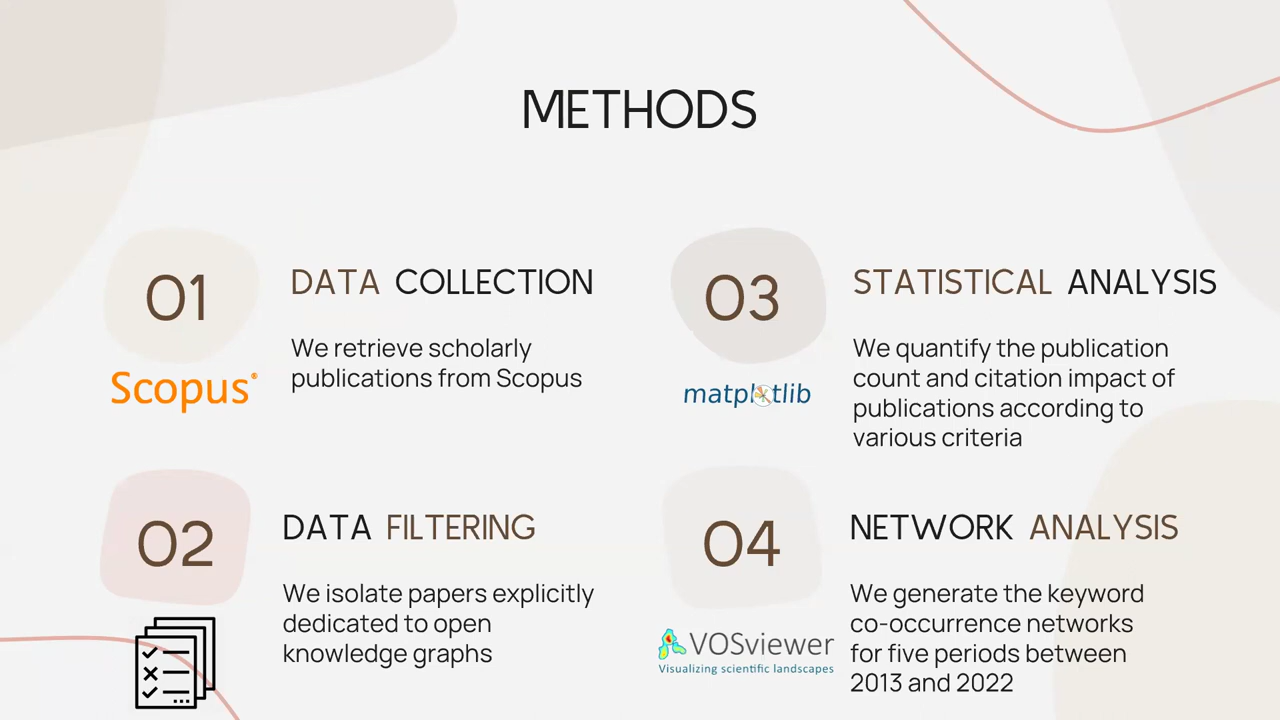 METHODS
01
DATA COLLECTION
We retrieve scholarly
publications from Scopus
Scopus®
02
DATA FILTERING
We isolate papers explicitly
dedicated to open
knowledge graphs
03
STATISTICAL ANALYSIS
We quantify the publication
count and citation impact of
publications according to
various criteria
matplotlib
04
NETWORK ANALYSIS
We generate the keyword
co-occurrence networks
for five periods between
2013 and 2022
VOSviewer
Visualizing scientific landscapes